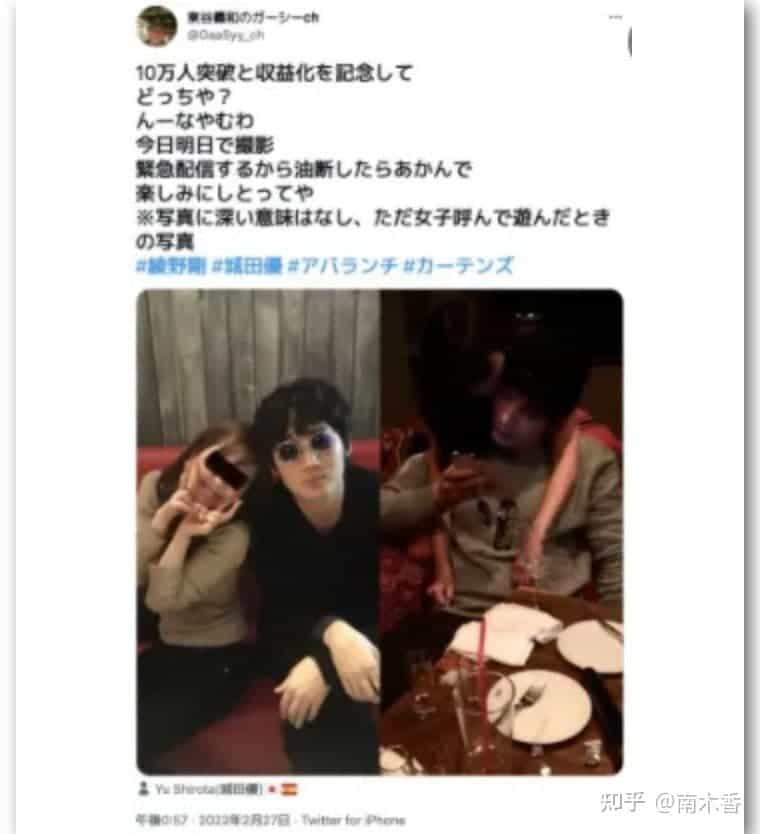 東谷義和のガーシーch
@GaaSyy_ch
10万人突破と収益化を記念して
どっちや？
んーなやむわ
今日明日で撮影
緊急配信するから油断したらあかんで
楽しみにしとってや
※写真に深い意味はなし、ただ女子呼んで遊んだとき
の写真
#綾野剛 #城田優 #アバランチ #カーテンズ
Yu Shirota(城田優)
午後0:57 · 2022年2月27日 · Twitter for iPhone
知乎 @南木香